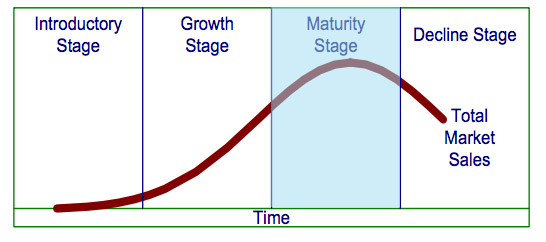 Introductory
Stage
Growth
Stage
Maturity
Stage
Decline Stage
Total
Market
Sales
Time